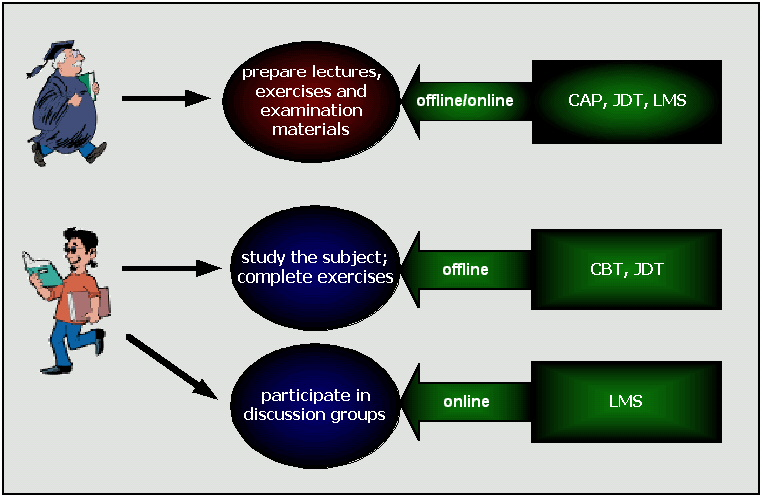 prepare lectures,
exercises and
examination
materials
offline/online
CAP, JDT, LMS
study the subject;
complete exercises
offline
CBT, JDT
participate in
discussion groups
online
LMS